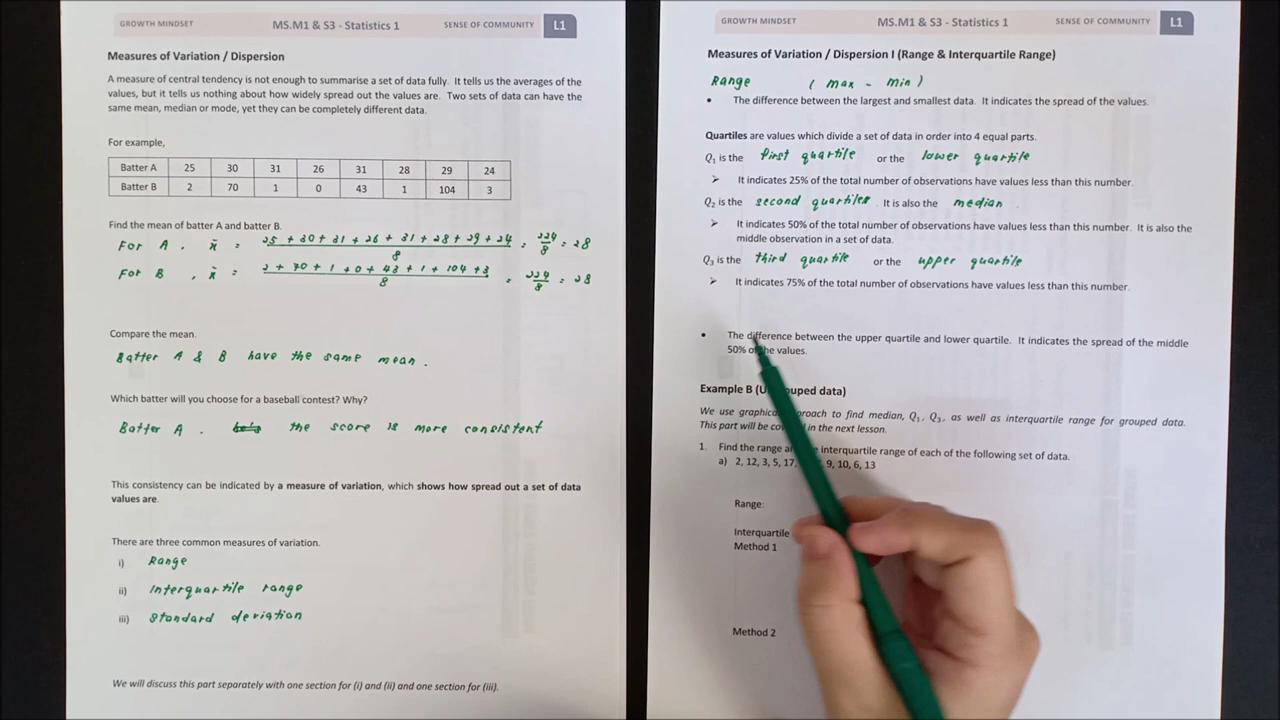 GROWTH MINDSET MS.M1 & S3 - Statistics 1 SENSE OF COMMUNITY L1
Measures of Variation / Dispersion
A measure of central tendency is not enough to summarise a set of data fully. It tells us the averages of the
values, but it tells us nothing about how widely spread out the values are. Two sets of data can have the
same mean, median or mode, yet they can be completely different data.
For example,
Batter A 25 30 31 26 31 28 29 24
Batter B 2 70 1 0 43 1 104 3
Find the mean of batter A and batter B.
For A, x̄ = 25 + 30 + 31 + 26 + 31 + 28 + 29 + 24 / 8 = 224/8 = 28
For B, x̄ = 2 + 70 + 1 + 0 + 43 + 1 + 104 + 3 / 8 = 224/8 = 28
Compare the mean.
Batter A & B have the same mean.
Which batter will you choose for a baseball contest? Why?
Batter A. the score is more consistent
This consistency can be indicated by a measure of variation, which shows how spread out a set of data
values are.
There are three common measures of variation.
i) Range
ii) Interquartile range
iii) Standard deviation
We will discuss this part separately with one section for (i) and (ii) and one section for (iii).
GROWTH MINDSET MS.M1 & S3 - Statistics 1 SENSE OF COMMUNITY L1
Measures of Variation / Dispersion I (Range & Interquartile Range)
Range (max - min)
• The difference between the largest and smallest data. It indicates the spread of the values.
Quartiles are values which divide a set of data in order into 4 equal parts.
Q₁ is the first quartile or the lower quartile
➢ It indicates 25% of the total number of observations have values less than this number.
Q₂ is the second quartiles. It is also the median
➢ It indicates 50% of the total number of observations have values less than this number. It is also the
middle observation in a set of data.
Q₃ is the third quartile or the upper quartile
➢ It indicates 75% of the total number of observations have values less than this number.
• The difference between the upper quartile and lower quartile. It indicates the spread of the middle
50% of the values.
Example B (Ungrouped data)
We use graphical approach to find median, Q₁, Q₃, as well as interquartile range for grouped data.
This part will be covered in the next lesson.
1. Find the range interquartile range of each of the following set of data.
a) 2, 12, 3, 5, 17, 9, 10, 6, 13
Range:
Interquartile
Method 1
Method 2